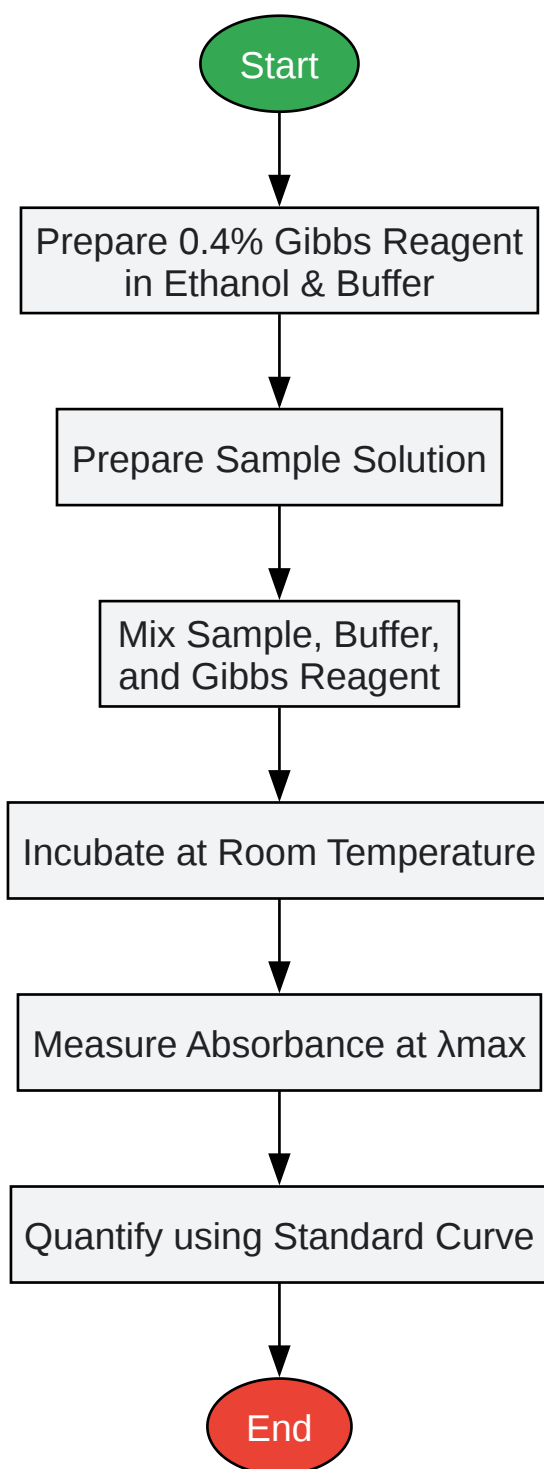 Start
Prepare 0.4% Gibbs Reagent
in Ethanol & Buffer
Prepare Sample Solution
Mix Sample, Buffer,
and Gibbs Reagent
Incubate at Room Temperature
Measure Absorbance at λmax
Quantify using Standard Curve
End